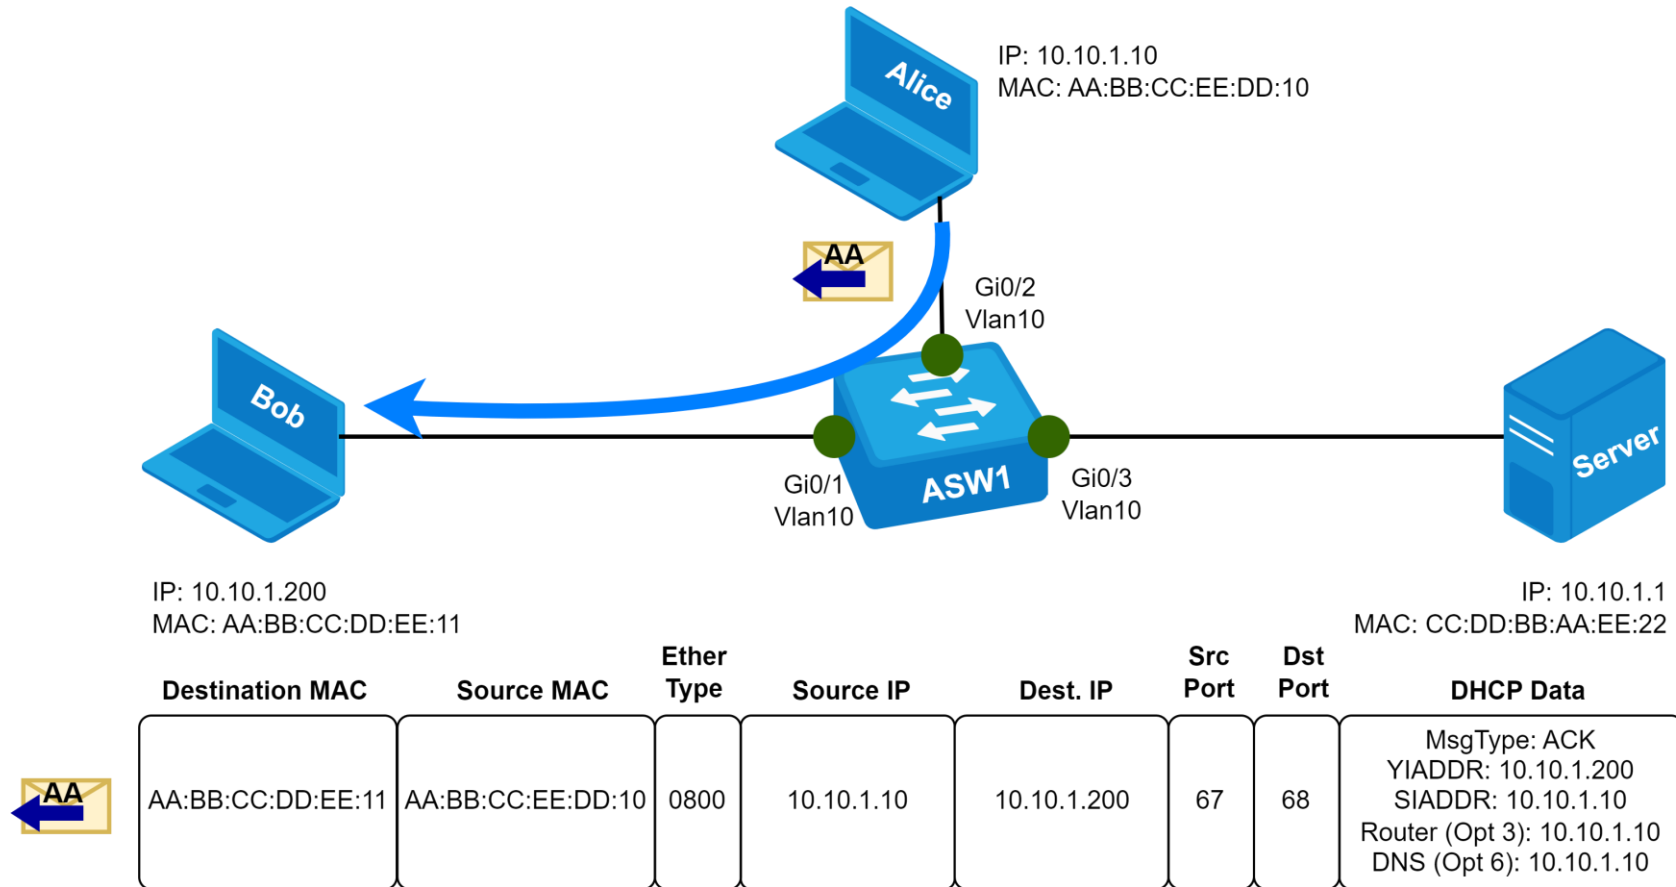 Alice
IP: 10.10.1.10
MAC: AA:BB:CC:EE:DD:10
AA
Gi0/2
Vlan10
Bob
Server
Gi0/1
Vlan10
ASW1
Gi0/3
Vlan10
IP: 10.10.1.200
MAC: AA:BB:CC:DD:EE:11
IP: 10.10.1.1
MAC: CC:DD:BB:AA:EE:22
Destination MAC
Source MAC
Ether
Type
Source IP
Dest. IP
Src
Port
Dst
Port
DHCP Data
AA
AA:BB:CC:DD:EE:11
AA:BB:CC:EE:DD:10
0800
10.10.1.10
10.10.1.200
67
68
MsgType: ACK
YIADDR: 10.10.1.200
SIADDR: 10.10.1.10
Router (Opt 3): 10.10.1.10
DNS (Opt 6): 10.10.1.10